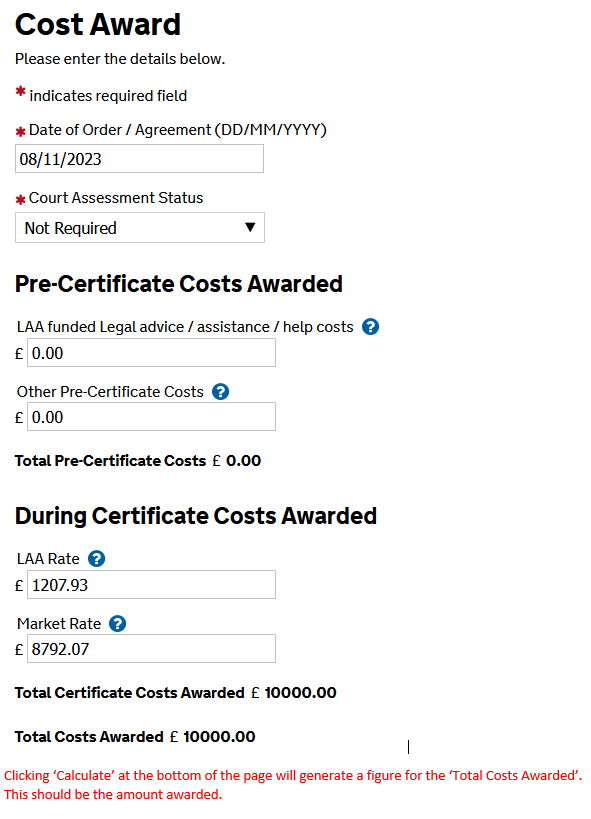 Cost Award
Please enter the details below.
* indicates required field
* Date of Order / Agreement (DD/MM/YYYY)
08/11/2023
* Court Assessment Status
Not Required
Pre-Certificate Costs Awarded
LAA funded Legal advice / assistance / help costs ?
£ 0.00
Other Pre-Certificate Costs ?
£ 0.00
Total Pre-Certificate Costs £ 0.00
During Certificate Costs Awarded
LAA Rate ?
£ 1207.93
Market Rate ?
£ 8792.07
Total Certificate Costs Awarded £ 10000.00
Total Costs Awarded £ 10000.00
Clicking ‘Calculate’ at the bottom of the page will generate a figure for the ‘Total Costs Awarded’.
This should be the amount awarded.